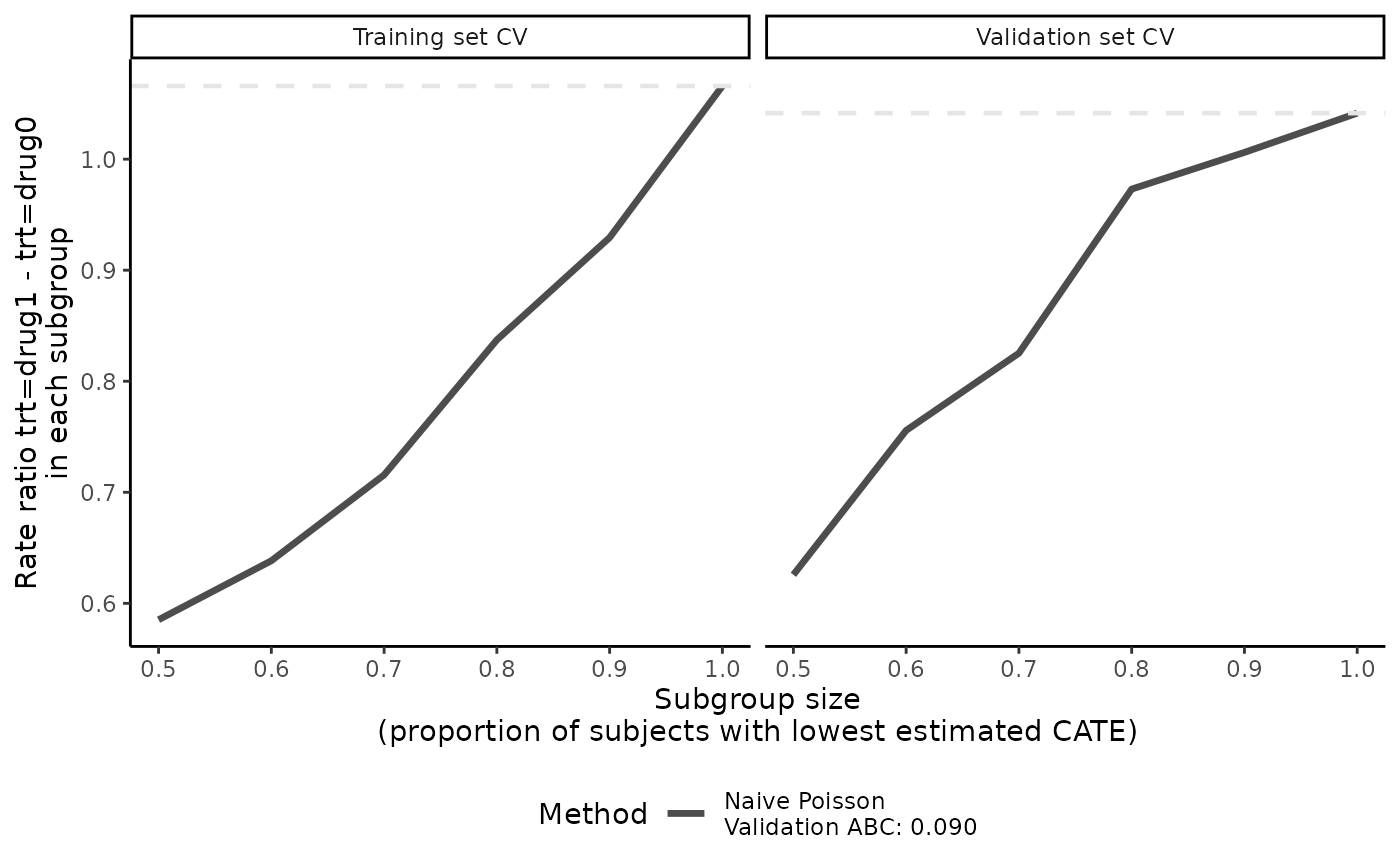 Training set CV
Validation set CV
Rate ratio trt=drug1 - trt=drug0
in each subgroup
1.0
0.9
0.8
0.7
0.6
0.5 0.6 0.7 0.8 0.9 1.0
0.5 0.6 0.7 0.8 0.9 1.0
Subgroup size
(proportion of subjects with lowest estimated CATE)
Method
Naive Poisson
Validation ABC: 0.090